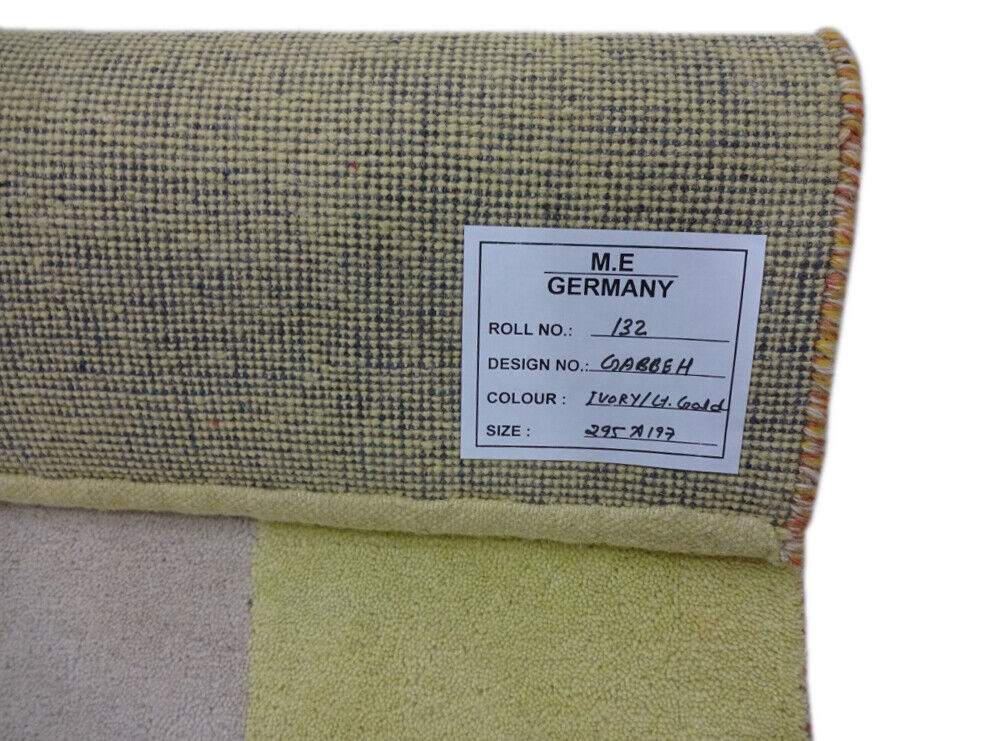 M.E
GERMANY
ROLL NO.: 132
DESIGN NO.: GABBEH
COLOUR : IVORY/Lt. Gold
SIZE : 295 X 197